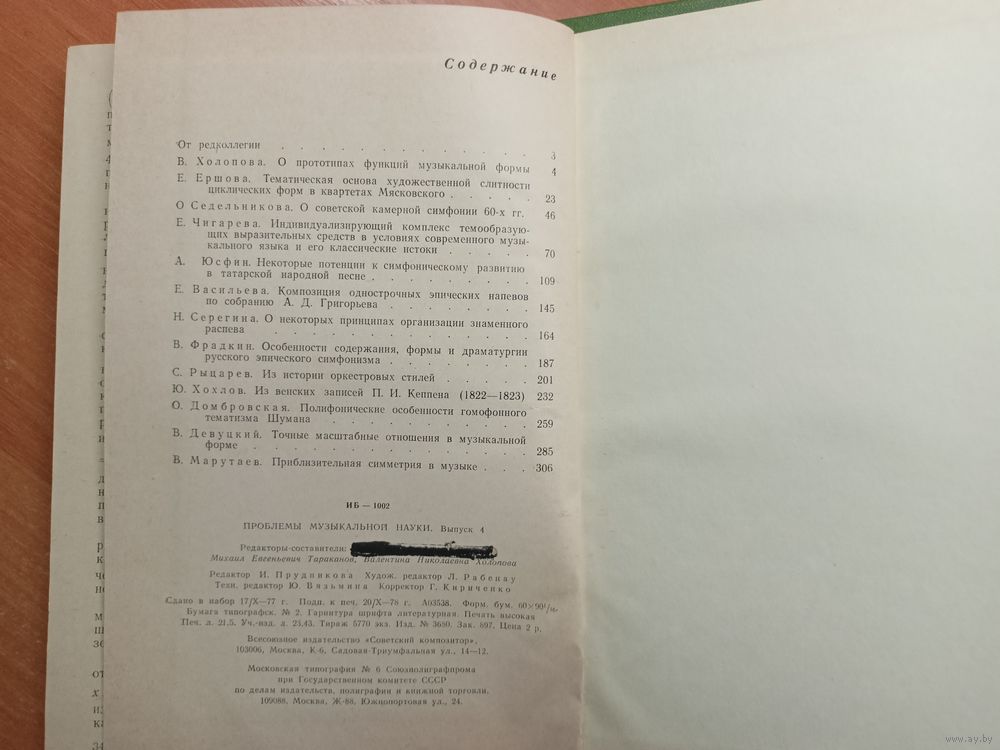 Содержание
От редколлегии . . . . . . . . . . . . 3
В. Холопова. О прототипах функций музыкальной формы 4
Е. Ершова. Тематическая основа художественной слитности
циклических форм в квартетах Мясковского . . . . . 23
О Седельникова. О советской камерной симфонии 60-х гг. 46
Е. Чигарева. Индивидуализирующий комплекс темообразую-
щих выразительных средств в условиях современного музы-
кального языка и его классические истоки . . . . . 70
А. Юсфин. Некоторые потенции к симфоническому развитию
в татарской народной песне . . . . . . . . . 109
Е. Васильева. Композиция однострочных эпических напевов
по собранию А. Д. Григорьева . . . . . . . . 145
Н. Серегина. О некоторых принципах организации знаменного
распева . . . . . . . . . . . . . 164
В. Фрадкин. Особенности содержания, формы и драматургии
русского эпического симфонизма . . . . . . . . 187
С. Рыцарев. Из истории оркестровых стилей . . . . . 201
Ю. Хохлов. Из венских записей П. И. Кеппена (1822—1823) 232
О. Домбровская. Полифонические особенности гомофонного
тематизма Шумана . . . . . . . . . . . 259
В. Девуцкий. Точные масштабные отношения в музыкальной
форме . . . . . . . . . . . . . . 285
В. Марутаев. Приблизительная симметрия в музыке . . . 306
ИБ — 1002
ПРОБЛЕМЫ МУЗЫКАЛЬНОЙ НАУКИ. Выпуск 4
Редакторы-составители:
Михаил Евгеньевич Тараканов, Валентина Николаевна Холопова
Редактор И. Прудникова Худож. редактор Л. Рабенау
Техн. редактор Ю. Вязьмина Корректор Г. Кириченко
Сдано в набор 17/X—77 г. Подп. к печ. 20/X—78 г. А03538. Форм. бум. 60×90¹/₁₆
Бумага типографск. № 2. Гарнитура шрифта литературная. Печать высокая
Печ. л. 21,5. Уч.-изд. л. 23,43. Тираж 5770 экз. Изд. № 3680. Зак. 897. Цена 2 р.
Всесоюзное издательство «Советский композитор»,
103006, Москва, К-6, Садовая-Триумфальная ул., 14—12.
Московская типография № 6 Союзполиграфпрома
при Государственном комитете СССР
по делам издательств, полиграфии и книжной торговли.
109088, Москва, Ж-88, Южнопортовая ул., 24.
www.ay.by